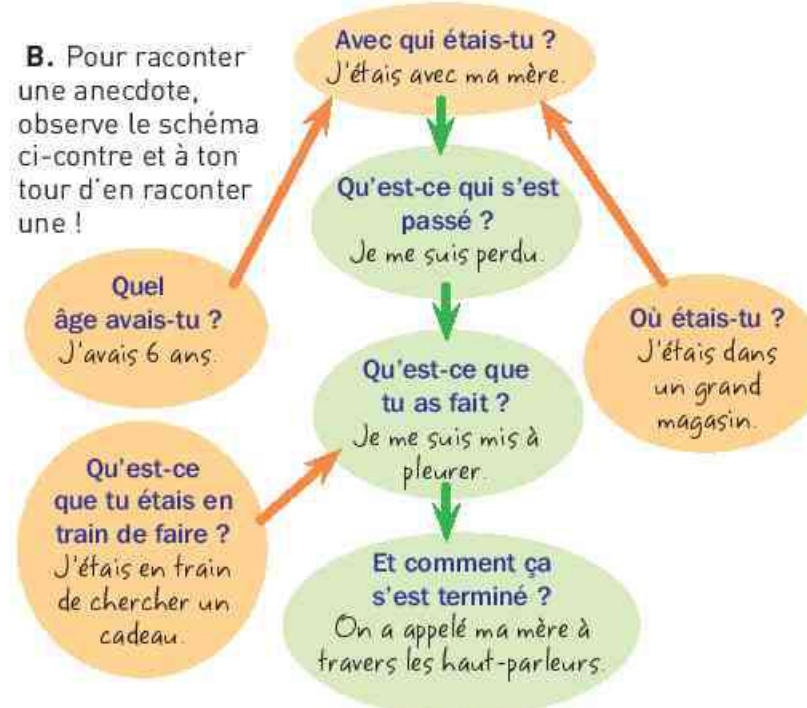 B. Pour raconter
une anecdote,
observe le schéma
ci-contre et à ton
tour d'en raconter
une !
Avec qui étais-tu ?
J'étais avec ma mère.
Qu'est-ce qui s'est
passé ?
Je me suis perdu.
Quel
âge avais-tu ?
J'avais 6 ans.
Où étais-tu ?
J'étais dans
un grand
magasin.
Qu'est-ce que
tu as fait ?
Je me suis mis à
pleurer.
Qu'est-ce
que tu étais en
train de faire ?
J'étais en train
de chercher un
cadeau.
Et comment ça
s'est terminé ?
On a appelé ma mère à
travers les haut-parleurs.